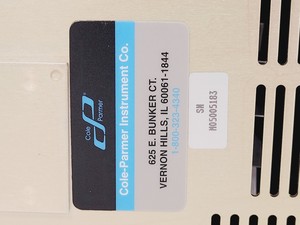 Cole
Parmer
Cole-Parmer Instrument Co.
625 E. BUNKER CT.
VERNON HILLS, IL 60061-1844
1-800-323-4340
SN
M05005183